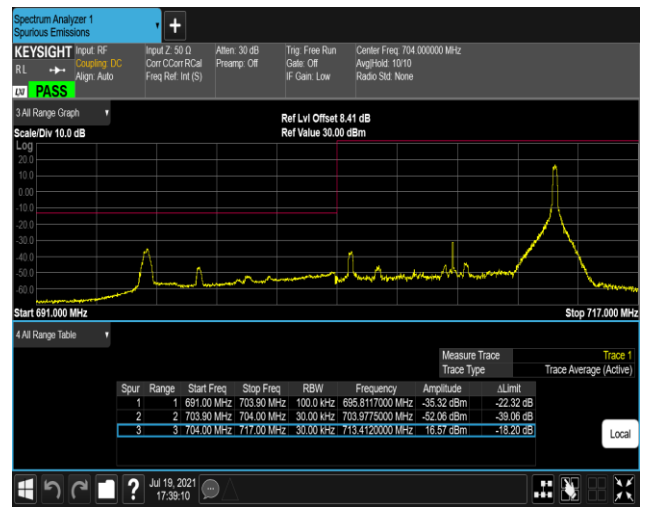 Spectrum Analyzer 1
Spurious Emissions
KEYSIGHT Input: RF Input Z: 50 Ω Atten: 30 dB Trig: Free Run Center Freq: 704.000000 MHz
RL Coupling: DC Corr CCorr RCal Preamp: Off Gate: Off Avg|Hold: 10/10
Align: Auto Freq Ref: Int (S) IF Gain: Low Radio Std: None
LXI PASS
3 All Range Graph
Ref Lvl Offset 8.41 dB
Scale/Div 10.0 dB Ref Value 30.00 dBm
Log
20.0
10.0
0.00
-10.0
-20.0
-30.0
-40.0
-50.0
-60.0
Start 691.000 MHz Stop 717.000 MHz
4 All Range Table
Measure Trace Trace 1
Trace Type Trace Average (Active)
Spur Range Start Freq Stop Freq RBW Frequency Amplitude ΔLimit
1 1 691.00 MHz 703.90 MHz 100.0 kHz 695.8117000 MHz -35.32 dBm -22.32 dB
2 2 703.90 MHz 704.00 MHz 30.00 kHz 703.9775000 MHz -52.06 dBm -39.06 dB
3 3 704.00 MHz 717.00 MHz 30.00 kHz 713.4120000 MHz 16.57 dBm -18.20 dB
Local
Jul 19, 2021
17:39:10